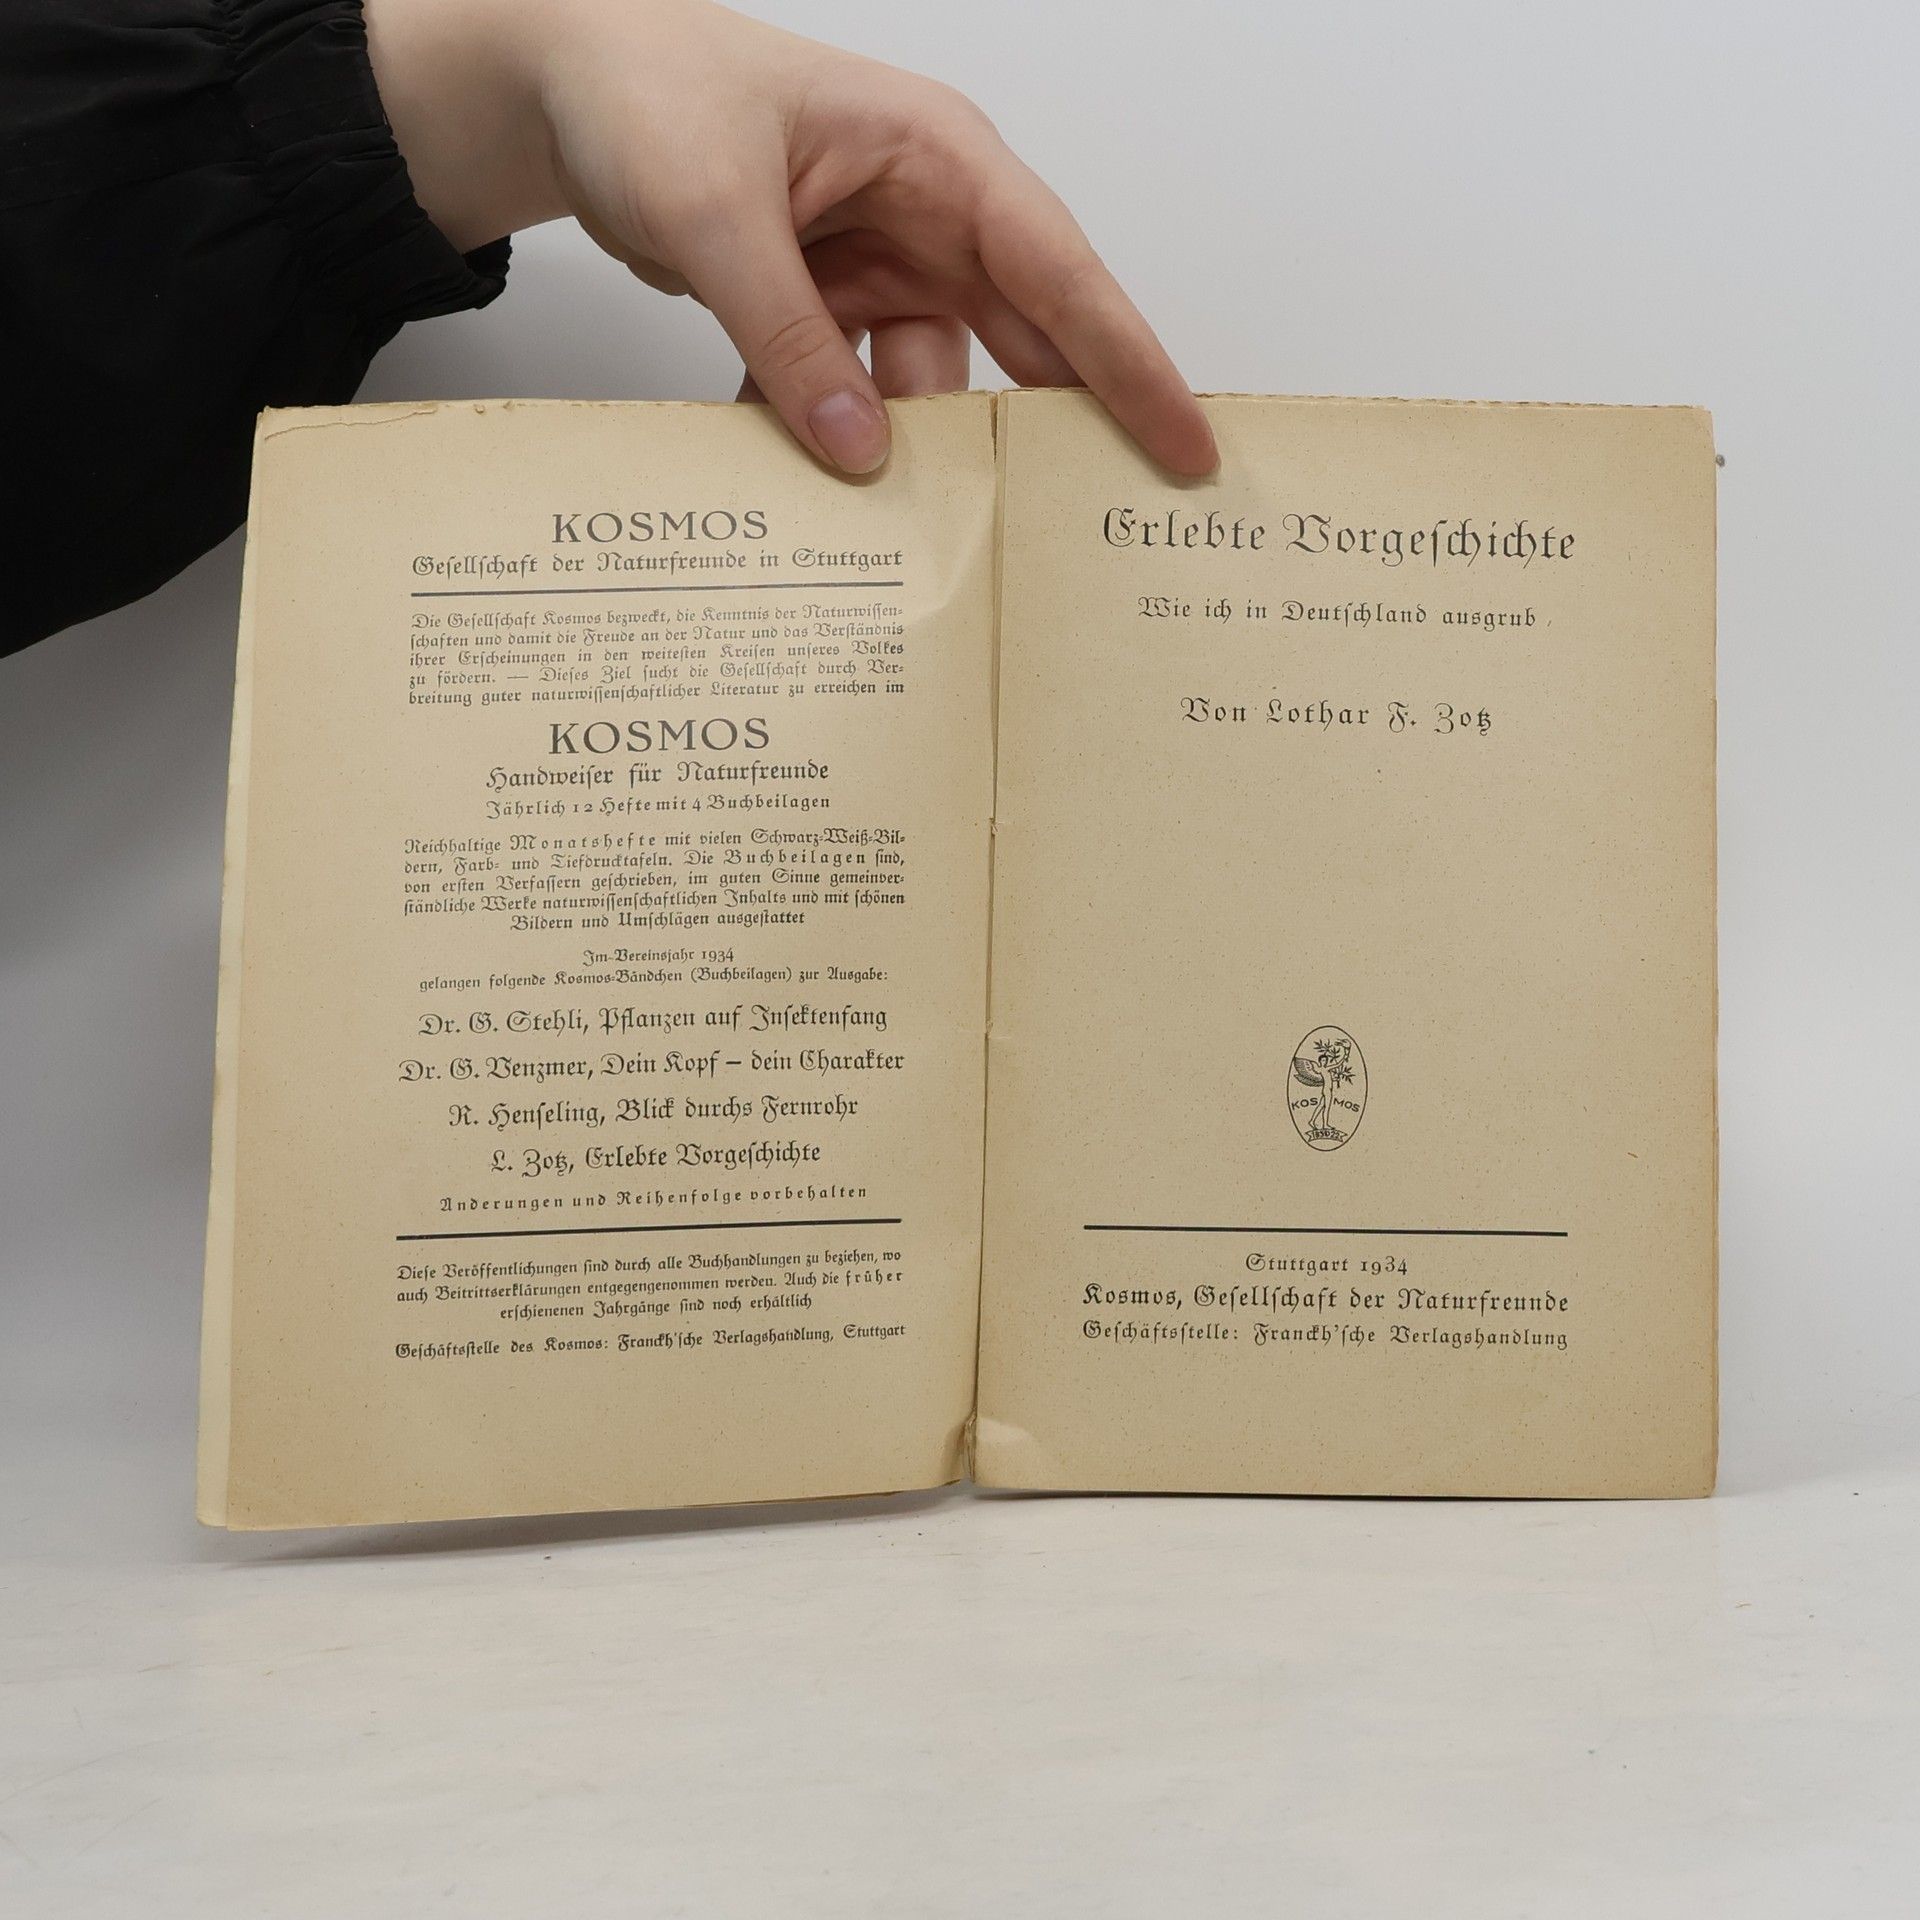 KOSMOS
Geſellſchaft der Naturfreunde in Stuttgart
Die Geſellſchaft Kosmos bezweckt, die Kenntnis der Naturwiſſen-
ſchaften und damit die Freude an der Natur und das Verſtändnis
ihrer Erſcheinungen in den weiteſten Kreiſen unſeres Volkes
zu fördern. — Dieſes Ziel ſucht die Geſellſchaft durch Ver-
breitung guter naturwiſſenſchaftlicher Literatur zu erreichen im
KOSMOS
Handweiſer für Naturfreunde
Jährlich 12 Hefte mit 4 Buchbeilagen
Reichhaltige Monatshefte mit vielen Schwarz-Weiß-Bil-
dern, Farb- und Tiefdrucktafeln. Die Buchbeilagen ſind,
von erſten Verfaſſern geſchrieben, im guten Sinne gemeinver-
ſtändliche Werke naturwiſſenſchaftlichen Inhalts und mit ſchönen
Bildern und Umſchlägen ausgeſtattet
Im Vereinsjahr 1934
gelangen folgende Kosmos-Bändchen (Buchbeilagen) zur Ausgabe:
Dr. G. Stehli, Pflanzen auf Inſektenfang
Dr. G. Venzmer, Dein Kopf – dein Charakter
R. Henſeling, Blick durchs Fernrohr
L. Zotz, Erlebte Vorgeſchichte
Änderungen und Reihenfolge vorbehalten
Dieſe Veröffentlichungen ſind durch alle Buchhandlungen zu beziehen, wo
auch Beitrittserklärungen entgegengenommen werden. Auch die früher
erſchienenen Jahrgänge ſind noch erhältlich
Geſchäftsſtelle des Kosmos: Franckh'ſche Verlagshandlung, Stuttgart
Erlebte Vorgeſchichte
Wie ich in Deutſchland ausgrub
Von Lothar F. Zotz
KOS MOS
Stuttgart 1934
Kosmos, Geſellſchaft der Naturfreunde
Geſchäftsſtelle: Franckh'ſche Verlagshandlung